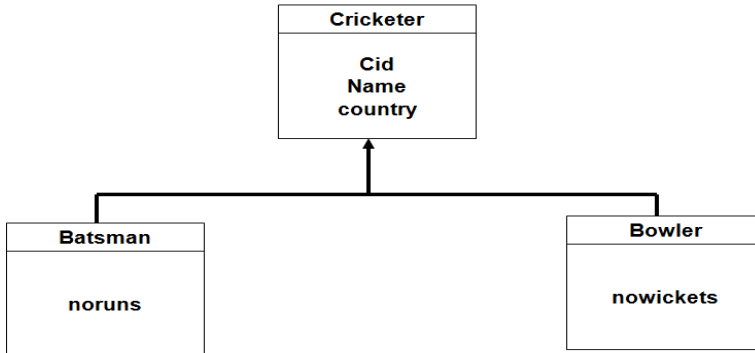 Cricketer
Cid
Name
country
Batsman
noruns
Bowler
nowickets